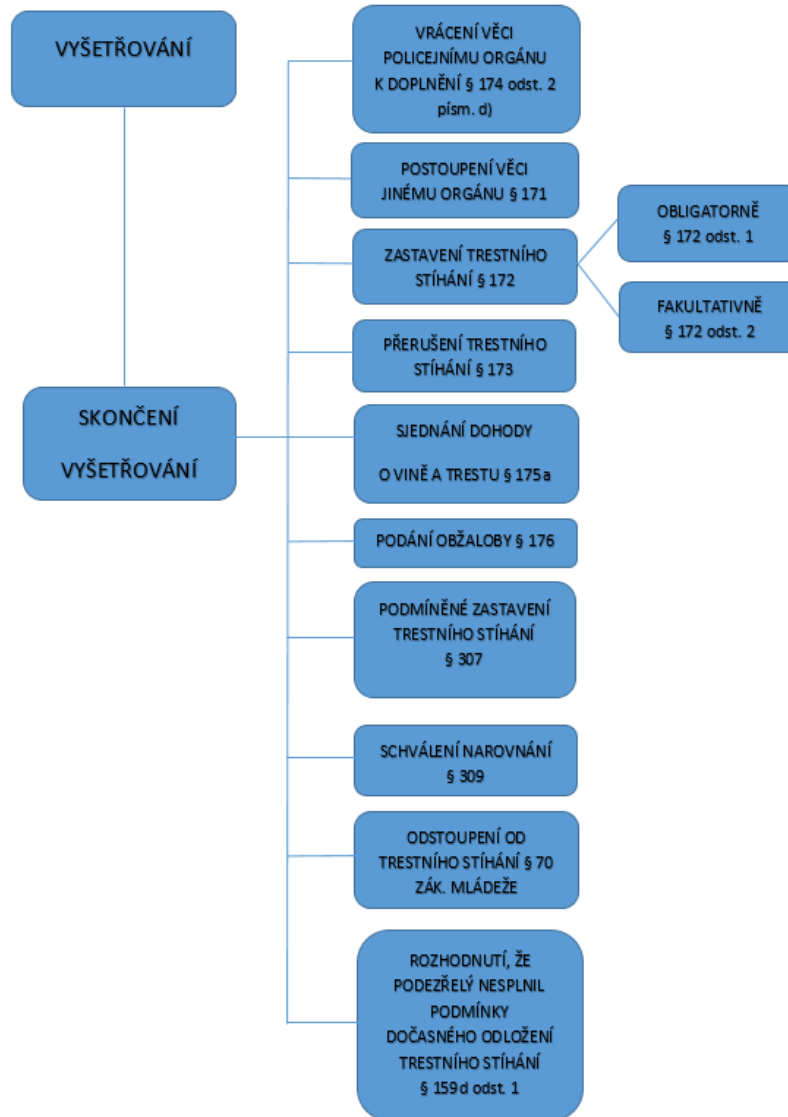 VYŠETŘOVÁNÍ
SKONČENÍ
VYŠETŘOVÁNÍ
VRÁCENÍ VĚCI
POLICEJNÍMU ORGÁNU
K DOPLNĚNÍ § 174 odst. 2
písm. d)
POSTOUPENÍ VĚCI
JINÉMU ORGÁNU § 171
ZASTAVENÍ TRESTNÍHO
STÍHÁNÍ § 172
OBLIGATORNĚ
§ 172 odst. 1
FAKULTATIVNĚ
§ 172 odst. 2
PŘERUŠENÍ TRESTNÍHO
STÍHÁNÍ § 173
SJEDNÁNÍ DOHODY
O VINĚ A TRESTU § 175a
PODÁNÍ OBŽALOBY § 176
PODMÍNĚNÉ ZASTAVENÍ
TRESTNÍHO STÍHÁNÍ
§ 307
SCHVÁLENÍ NAROVNÁNÍ
§ 309
ODSTOUPENÍ OD
TRESTNÍHO STÍHÁNÍ § 70
ZÁK. MLÁDEŽE
ROZHODNUTÍ, ŽE
PODEZŘELÝ NESPLNIL
PODMÍNKY
DOČASNÉHO ODLOŽENÍ
TRESTNÍHO STÍHÁNÍ
§ 159d odst. 1